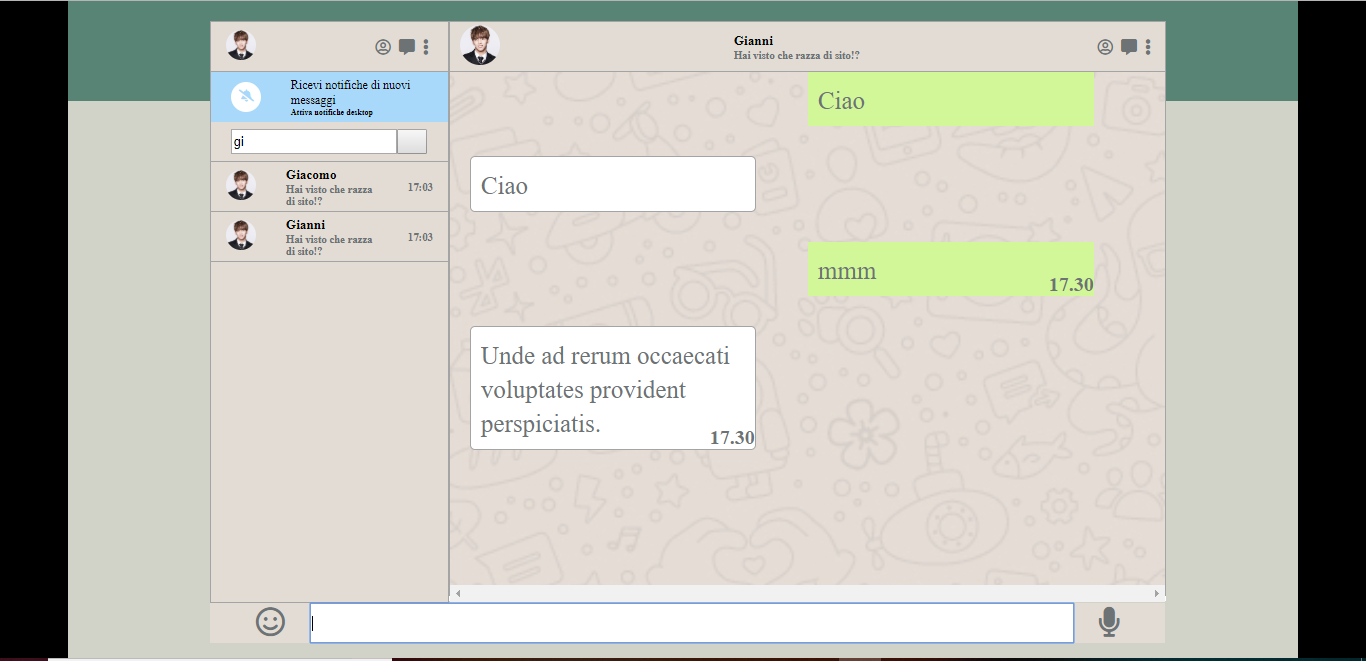 Ricevi notifiche di nuovi
messaggi
Attiva notifiche desktop
gi
Giacomo
Hai visto che razza
di sito!?
17:03
Gianni
Hai visto che razza
di sito!?
17:03
Gianni
Hai visto che razza di sito!?
Ciao
Ciao
mmm
17.30
Unde ad rerum occaecati
voluptates provident
perspiciatis.
17.30